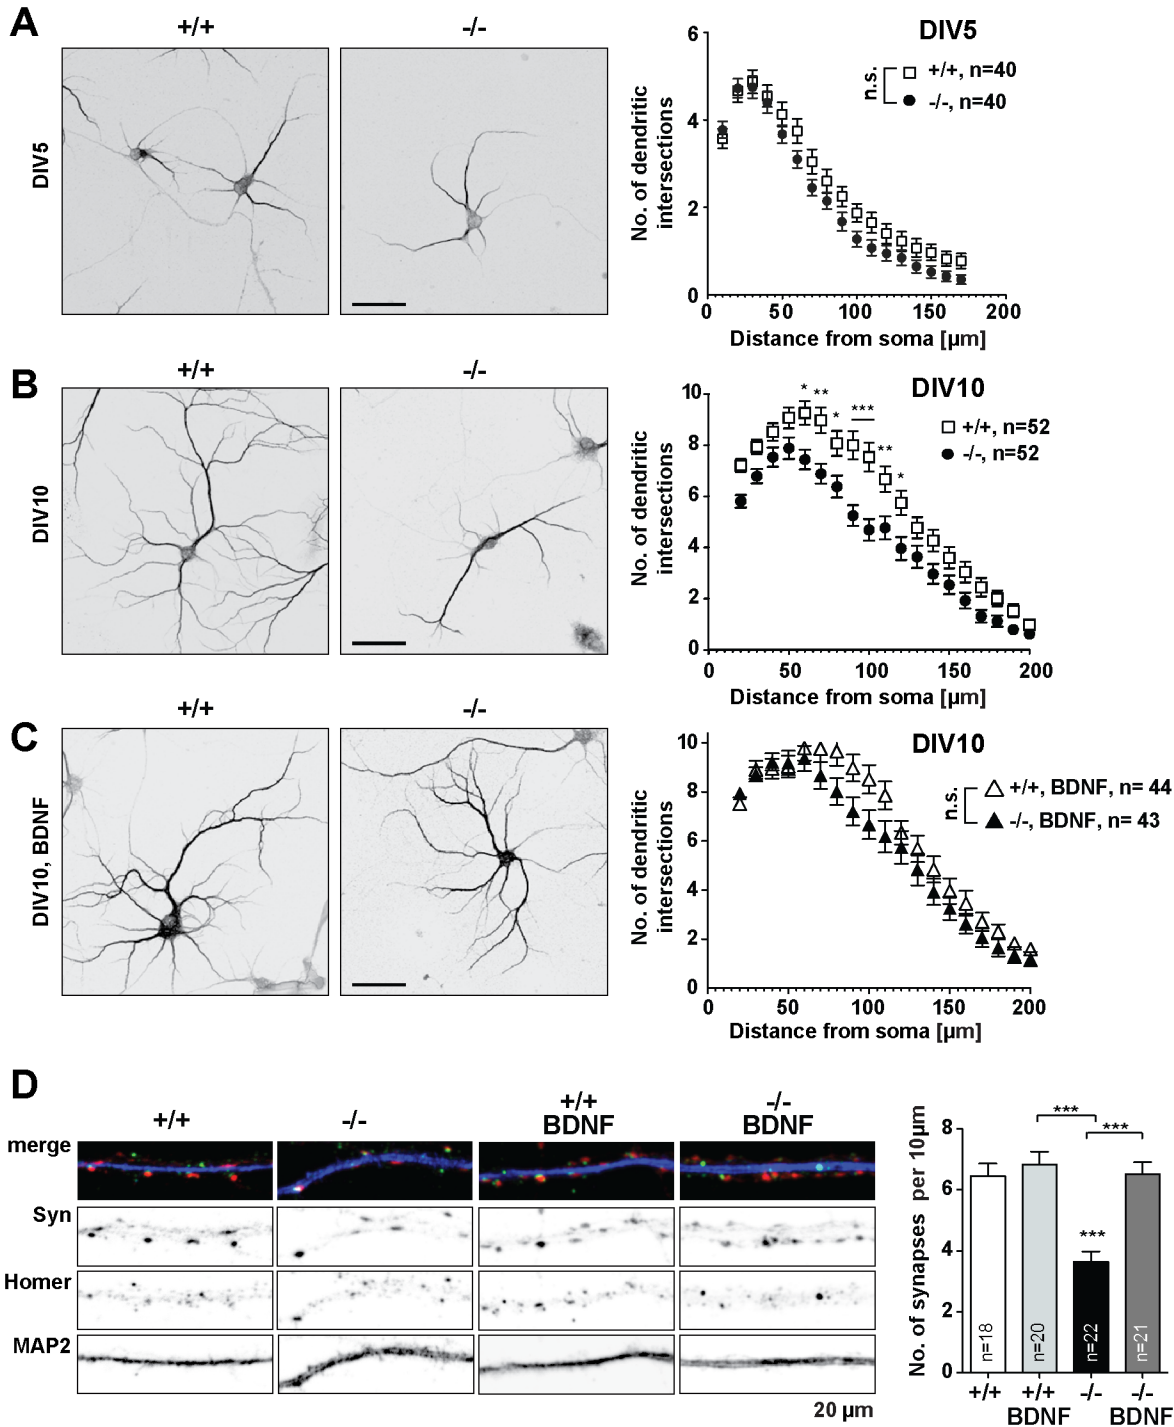 A
+/+
-/-
DIV5
6
4
2
0
No. of dendritic
intersections
DIV5
n.s.
+/+, n=40
-/-, n=40
0
50
100
150
200
Distance from soma [µm]
B
+/+
-/-
DIV10
10
8
6
4
2
0
No. of dendritic
intersections
DIV10
*
**
*
***
**
*
+/+, n=52
-/-, n=52
0
50
100
150
200
Distance from soma [µm]
C
+/+
-/-
DIV10, BDNF
10
8
6
4
2
0
No. of dendritic
intersections
DIV10
n.s.
+/+, BDNF, n= 44
-/-, BDNF, n= 43
0
50
100
150
200
Distance from soma [µm]
D
+/+
-/-
+/+
BDNF
-/-
BDNF
merge
Syn
Homer
MAP2
20 µm
No. of synapses per 10µm
8
6
4
2
0
***
***
***
n=18
n=20
n=22
n=21
+/+
+/+
BDNF
-/-
-/-
BDNF